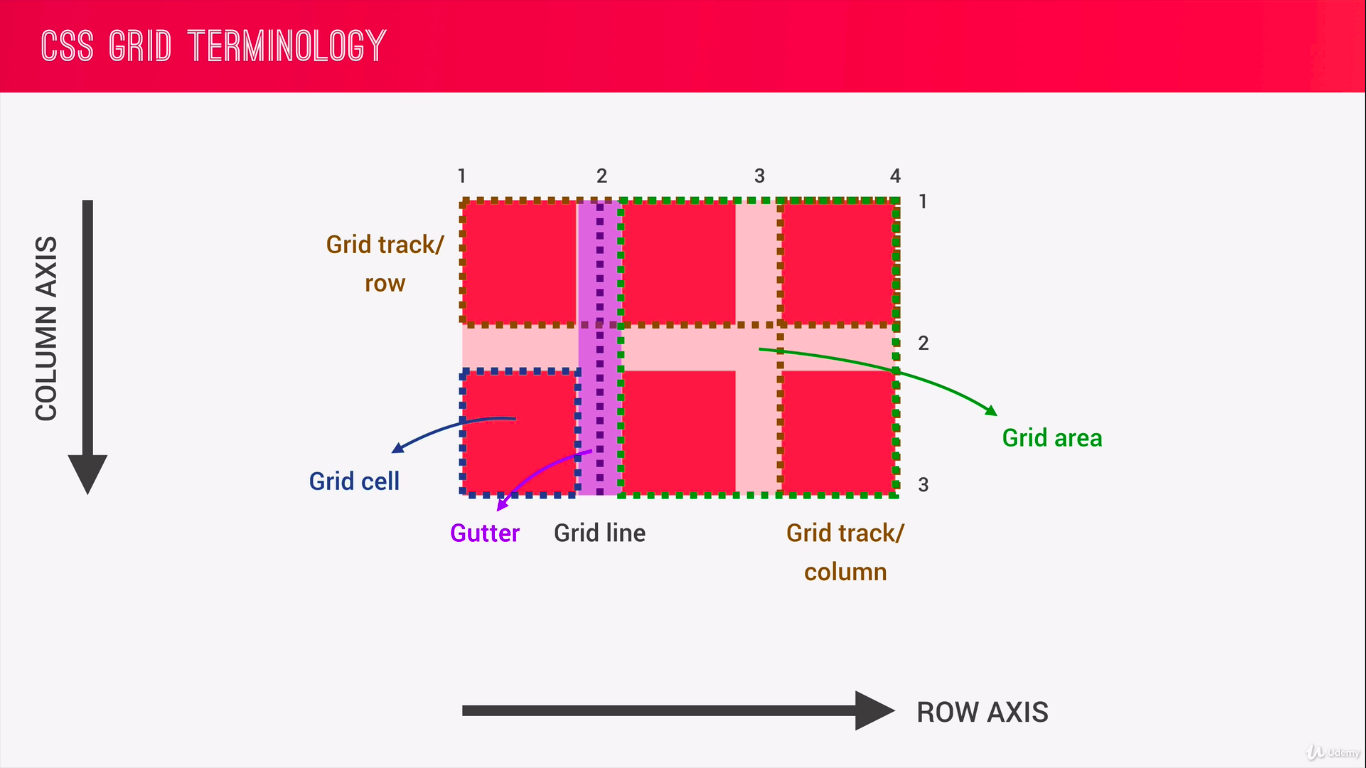 CSS GRID TERMINOLOGY
1 2 3 4
1
Grid track/
row
COLUMN AXIS
2
Grid area
Grid cell
3
Gutter
Grid line
Grid track/
column
ROW AXIS
Udemy